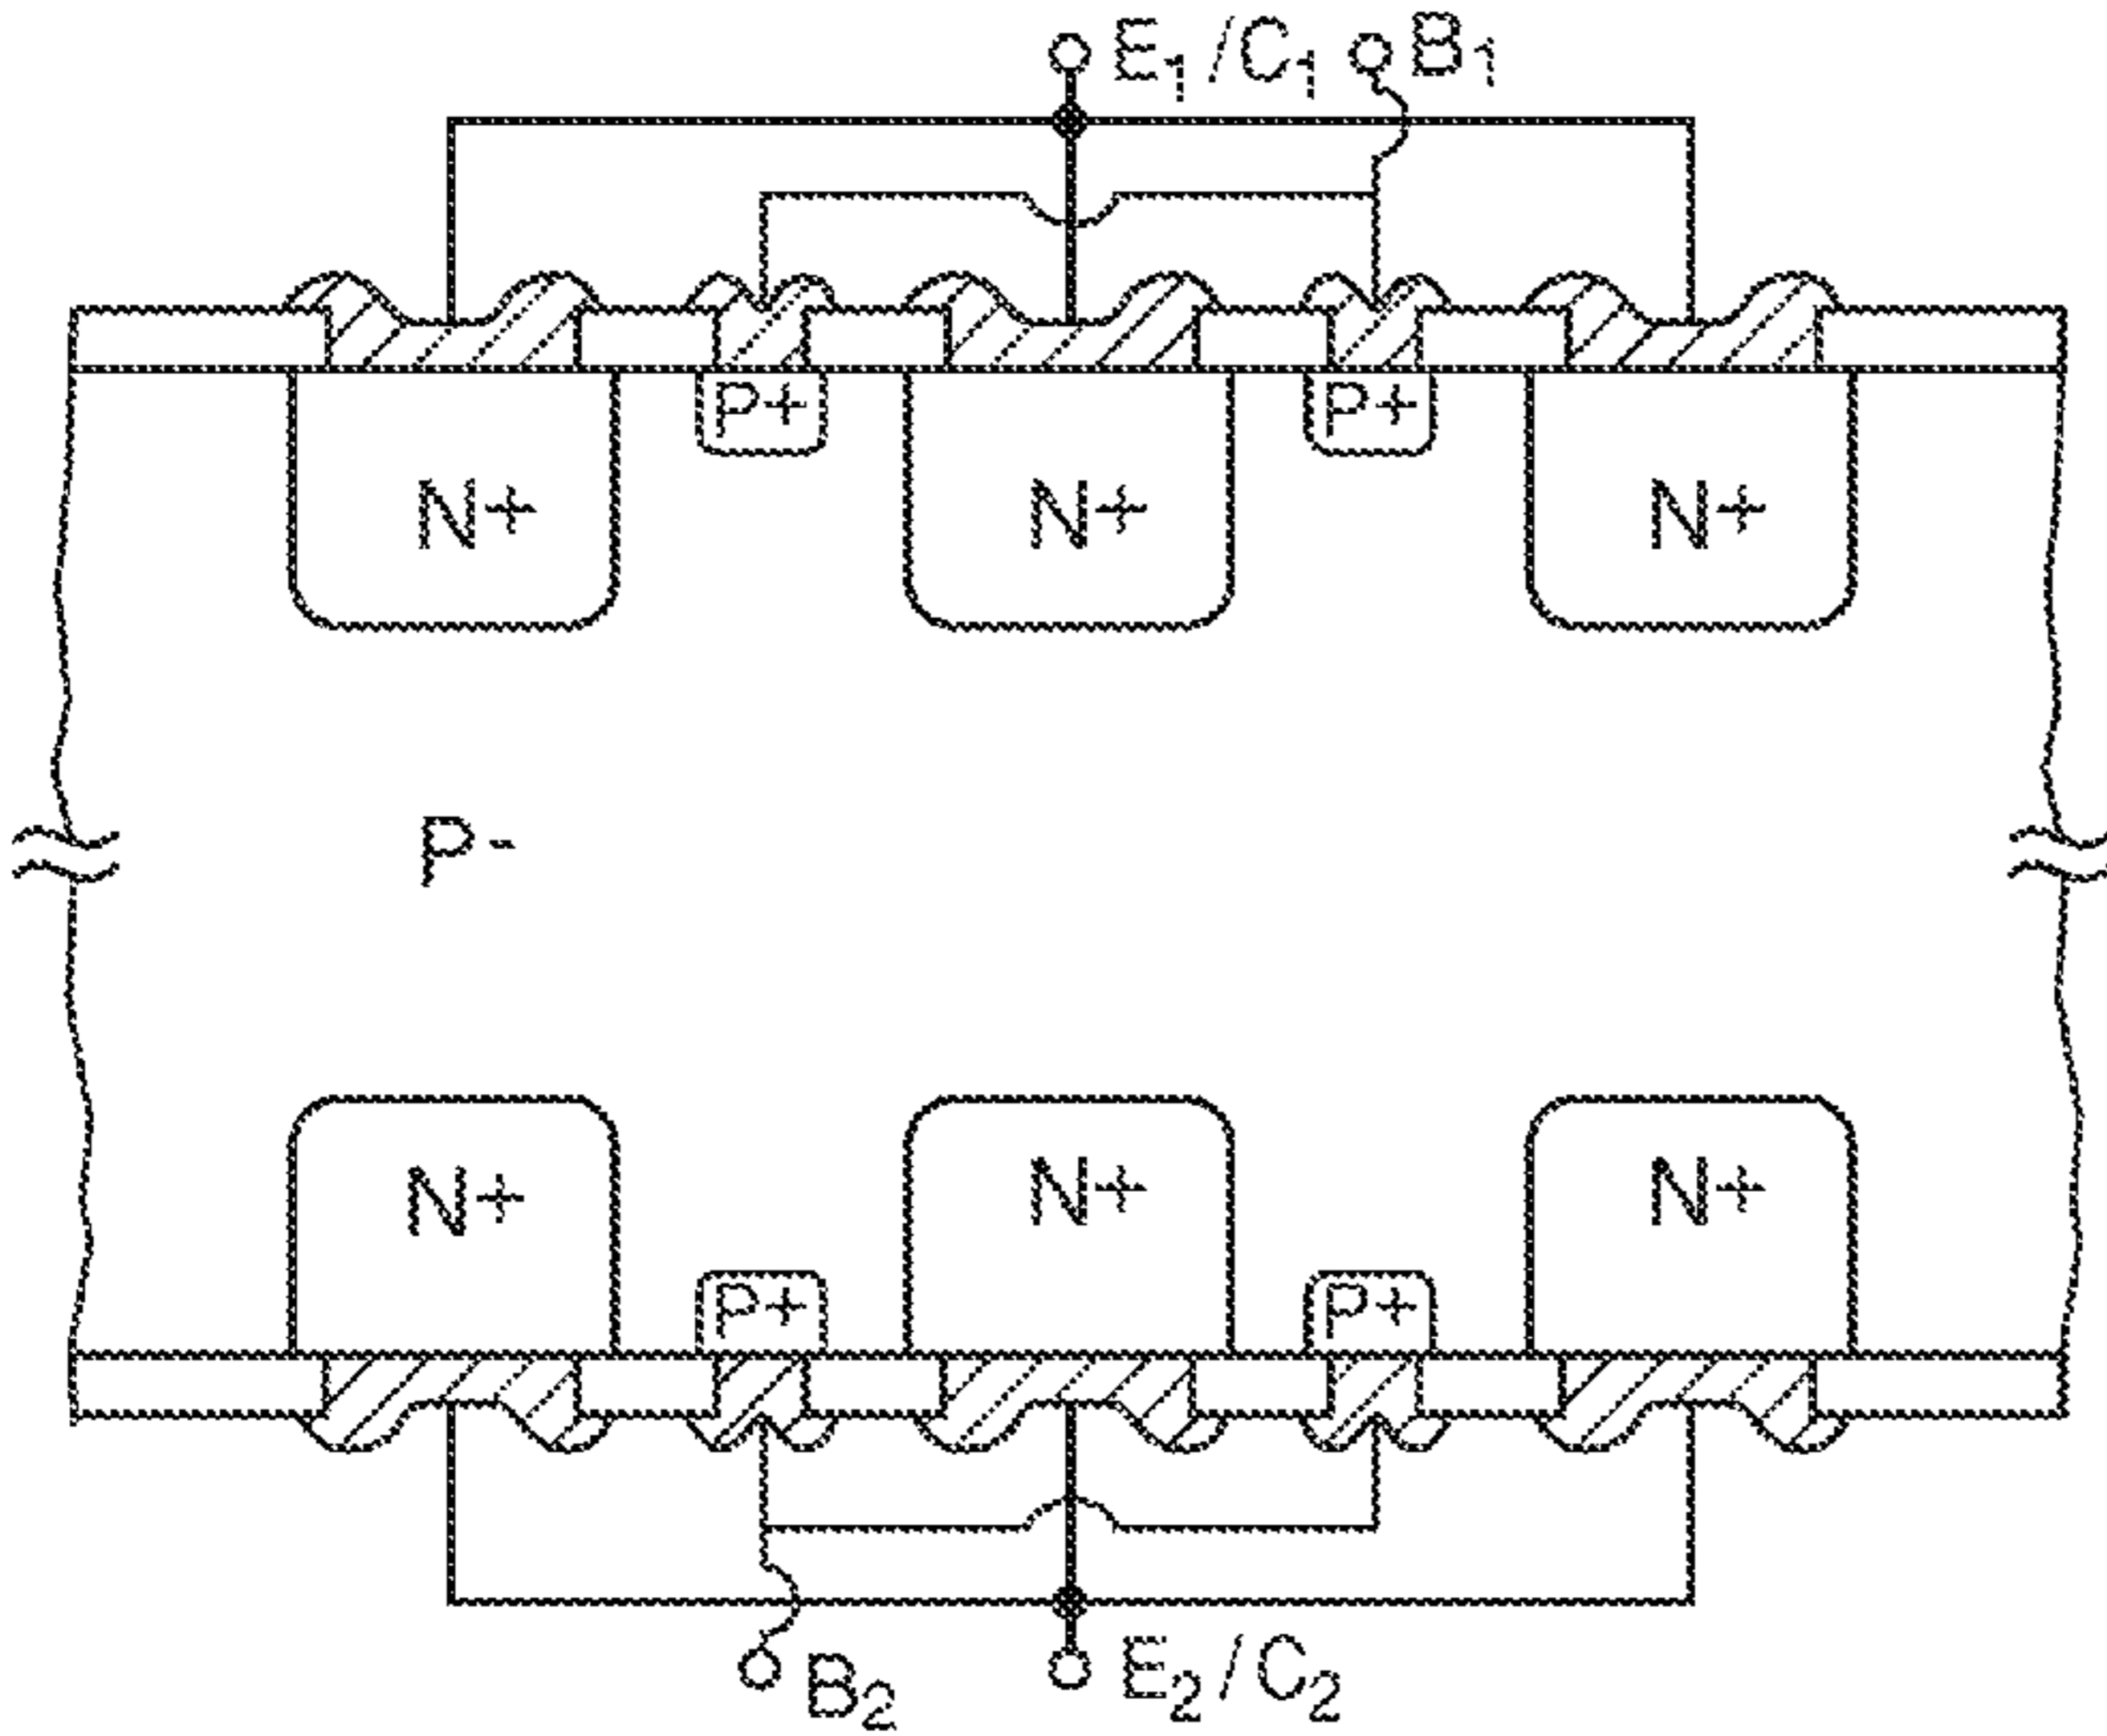 E1/C1 B1
P+ P+
N+ N+ N+
P-
N+ N+ N+
P+ P+
B2 E2/C2